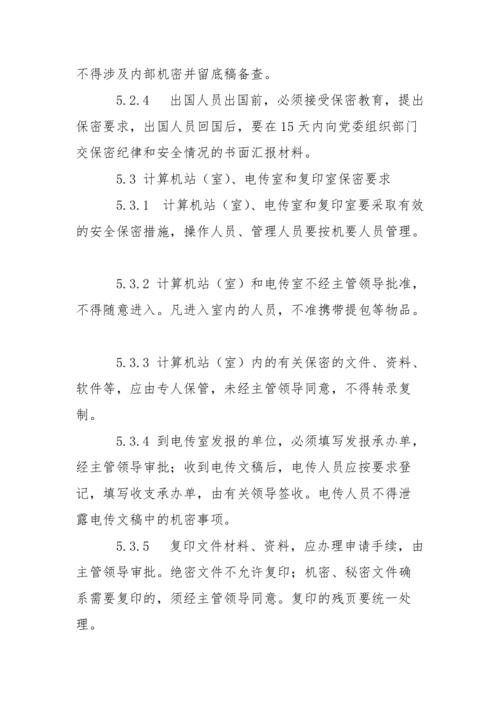 不得涉及内部机密并留底稿备查。
5.2.4 出国人员出国前，必须接受保密教育，提出
保密要求，出国人员回国后，要在 15 天内向党委组织部门
交保密纪律和安全情况的书面汇报材料。
5.3 计算机站（室）、电传室和复印室保密要求
5.3.1 计算机站（室）、电传室和复印室要采取有效
的安全保密措施，操作人员、管理人员要按机要人员管理。
5.3.2 计算机站（室）和电传室不经主管领导批准，
不得随意进入。凡进入室内的人员，不准携带提包等物品。
5.3.3 计算机站（室）内的有关保密的文件、资料、
软件等，应由专人保管，未经主管领导同意，不得转录复
制。
5.3.4 到电传室发报的单位，必须填写发报承办单，
经主管领导审批；收到电传文稿后，电传人员应按要求登
记，填写收支承办单，由有关领导签收。电传人员不得泄
露电传文稿中的机密事项。
5.3.5 复印文件材料、资料，应办理申请手续，由
主管领导审批。绝密文件不允许复印；机密、秘密文件确
系需要复印的，须经主管领导同意。复印的残页要统一处
理。